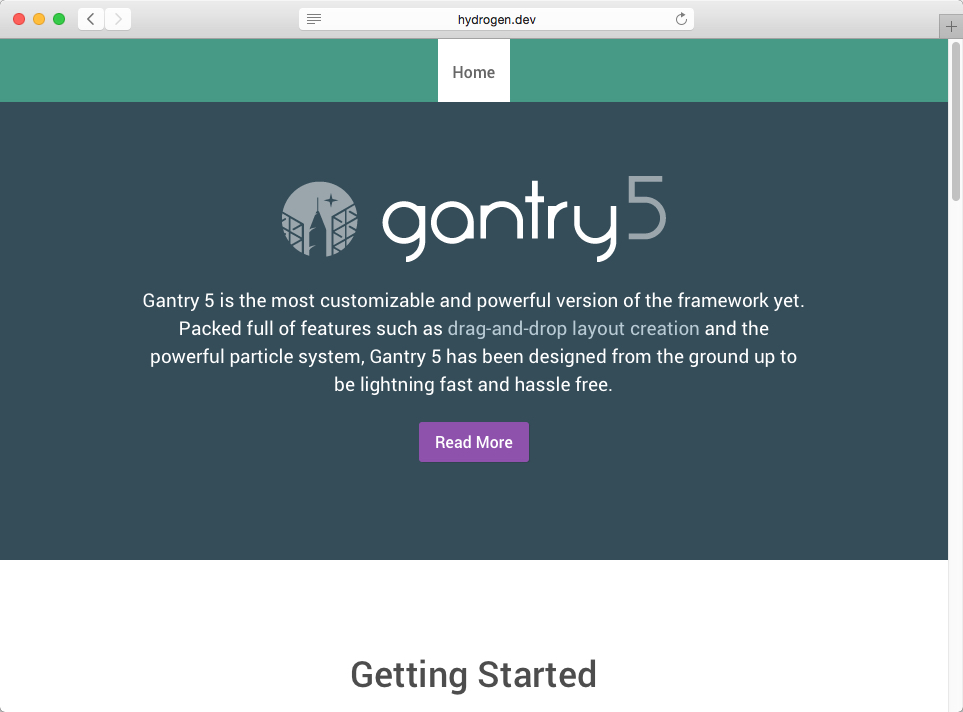 hydrogen.dev
Home
gantry5
Gantry 5 is the most customizable and powerful version of the framework yet.
Packed full of features such as drag-and-drop layout creation and the
powerful particle system, Gantry 5 has been designed from the ground up to
be lightning fast and hassle free.
Read More
Getting Started